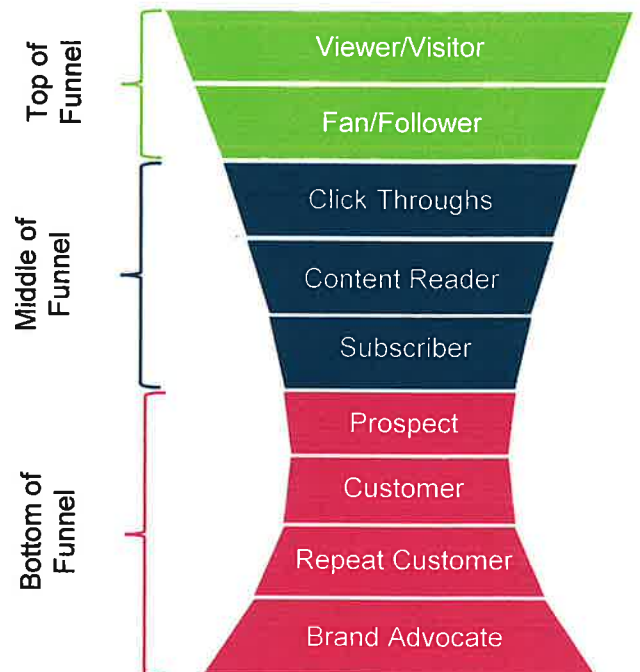 Top of
Funnel
Viewer/Visitor
Fan/Follower
Middle of
Funnel
Click Throughs
Content Reader
Subscriber
Bottom of
Funnel
Prospect
Customer
Repeat Customer
Brand Advocate